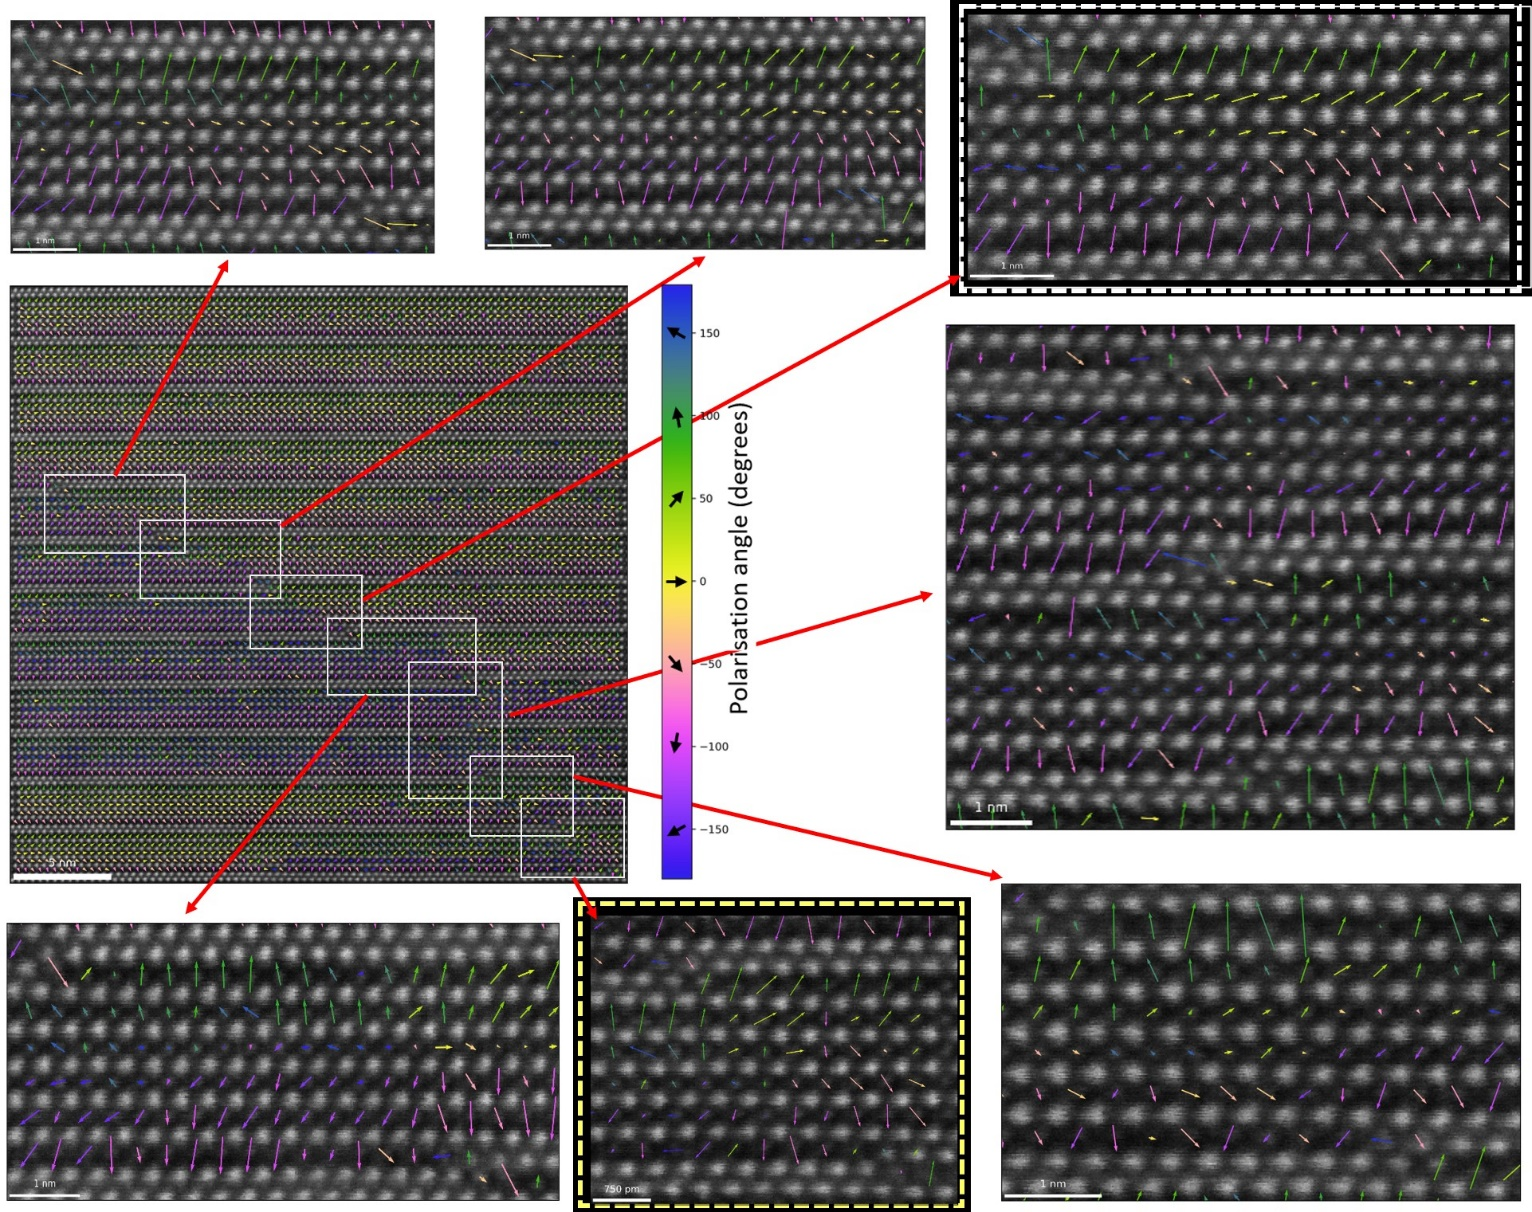 1 nm
1 nm
1 nm
150
100
50
0
−50
−100
−150
Polarisation angle (degrees)
5 nm
1 nm
1 nm
750 pm
1 nm